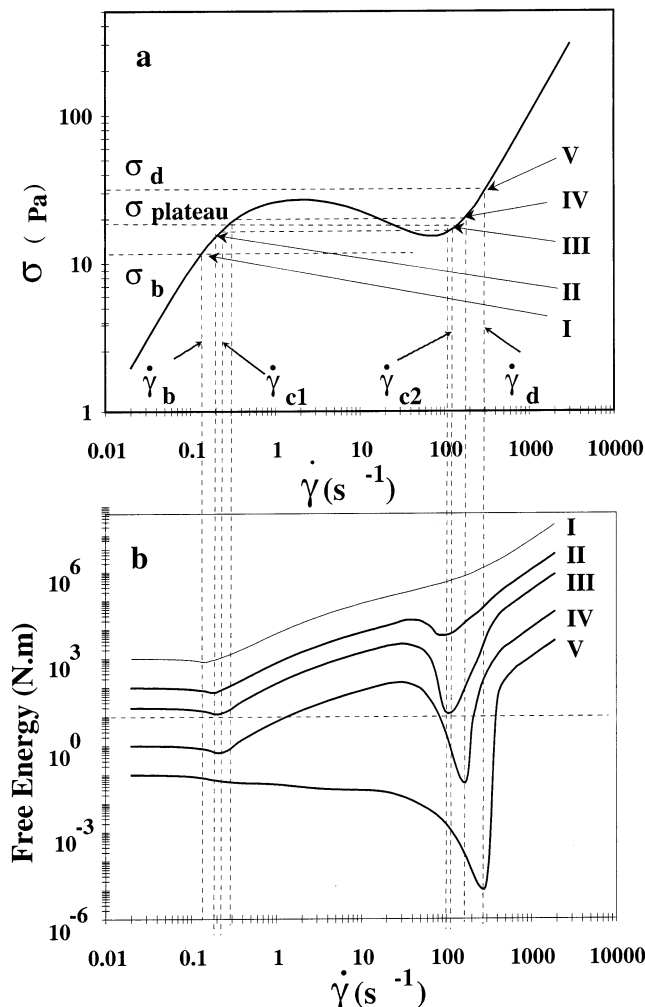 a
100
10
1
σ ( Pa)
σ d
σ plateau
σ b
V
IV
III
II
I
γ̇ b
γ̇ c1
γ̇ c2
γ̇ d
0.01 0.1 1 10 100 1000 10000
γ̇ (s -1)
b
10 6
10 3
10 0
10 -3
10 -6
Free Energy (N.m)
I
II
III
IV
V
0.01 0.1 1 10 100 1000 10000
γ̇ (s -1)